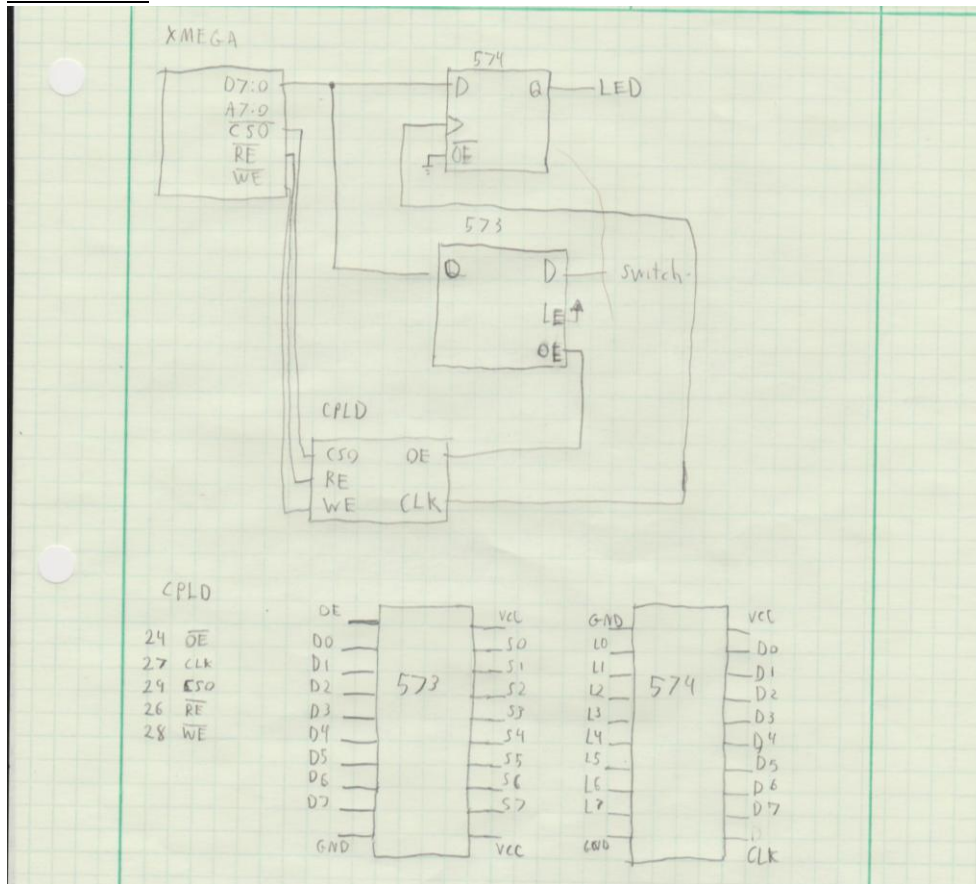 XMEGA
574
D7:0
D
Q
LED
A7:0
CS0
RE
OE
WE
573
D
switch
LE
OE
CPLD
CS0
OE
RE
WE
CLK
CPLD
24 OE
27 CLK
29 CS0
26 RE
28 WE
573
OE VCC
D0 S0
D1 S1
D2 S2
D3 S3
D4 S4
D5 S5
D6 S6
D7 S7
GND VCC
574
GND VCC
L0 D0
L1 D1
L2 D2
L3 D3
L4 D4
L5 D5
L6 D6
L7 D7
GND CLK